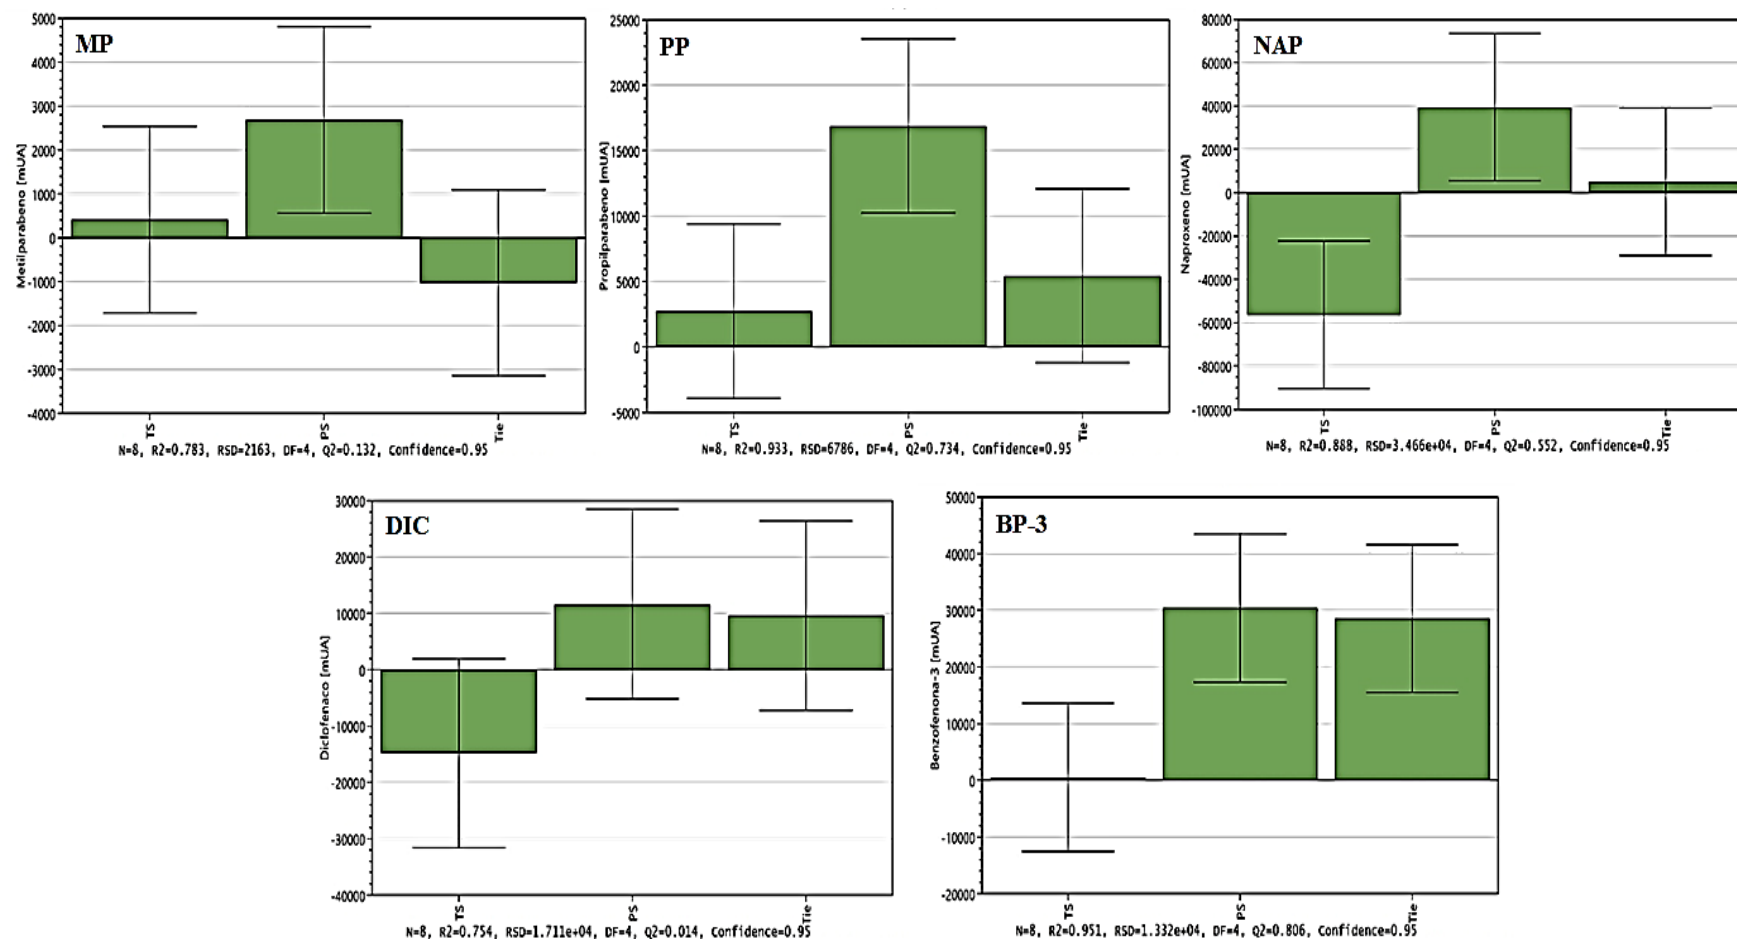 MP
Metilparabeno [mUA]
5000
4000
3000
2000
1000
0
-1000
-2000
-3000
-4000
TS PS Tie
N=8, R2=0.783, RSD=2163, DF=4, Q2=0.132, Confidence=0.95
PP
Propilparabeno [mUA]
25000
20000
15000
10000
5000
0
-5000
TS PS Tie
N=8, R2=0.933, RSD=6786, DF=4, Q2=0.734, Confidence=0.95
NAP
Naproxeno [mUA]
80000
60000
40000
20000
0
-20000
-40000
-60000
-80000
-100000
TS PS Tie
N=8, R2=0.888, RSD=3.466e+04, DF=4, Q2=0.552, Confidence=0.95
DIC
Diclofenaco [mUA]
30000
20000
10000
0
-10000
-20000
-30000
-40000
TS PS Tie
N=8, R2=0.754, RSD=1.711e+04, DF=4, Q2=0.014, Confidence=0.95
BP-3
Benzofenona-3 [mUA]
50000
40000
30000
20000
10000
0
-10000
-20000
TS PS Tie
N=8, R2=0.951, RSD=1.332e+04, DF=4, Q2=0.806, Confidence=0.95